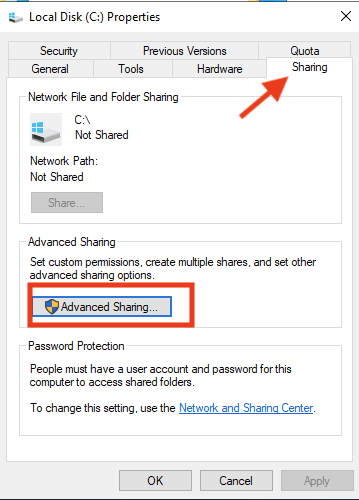 Local Disk (C:) Properties
Security Previous Versions Quota
General Tools Hardware Sharing
Network File and Folder Sharing
C:\
Not Shared
Network Path:
Not Shared
Share...
Advanced Sharing
Set custom permissions, create multiple shares, and set other
advanced sharing options.
Advanced Sharing...
Password Protection
People must have a user account and password for this
computer to access shared folders.
To change this setting, use the Network and Sharing Center.
OK Cancel Apply